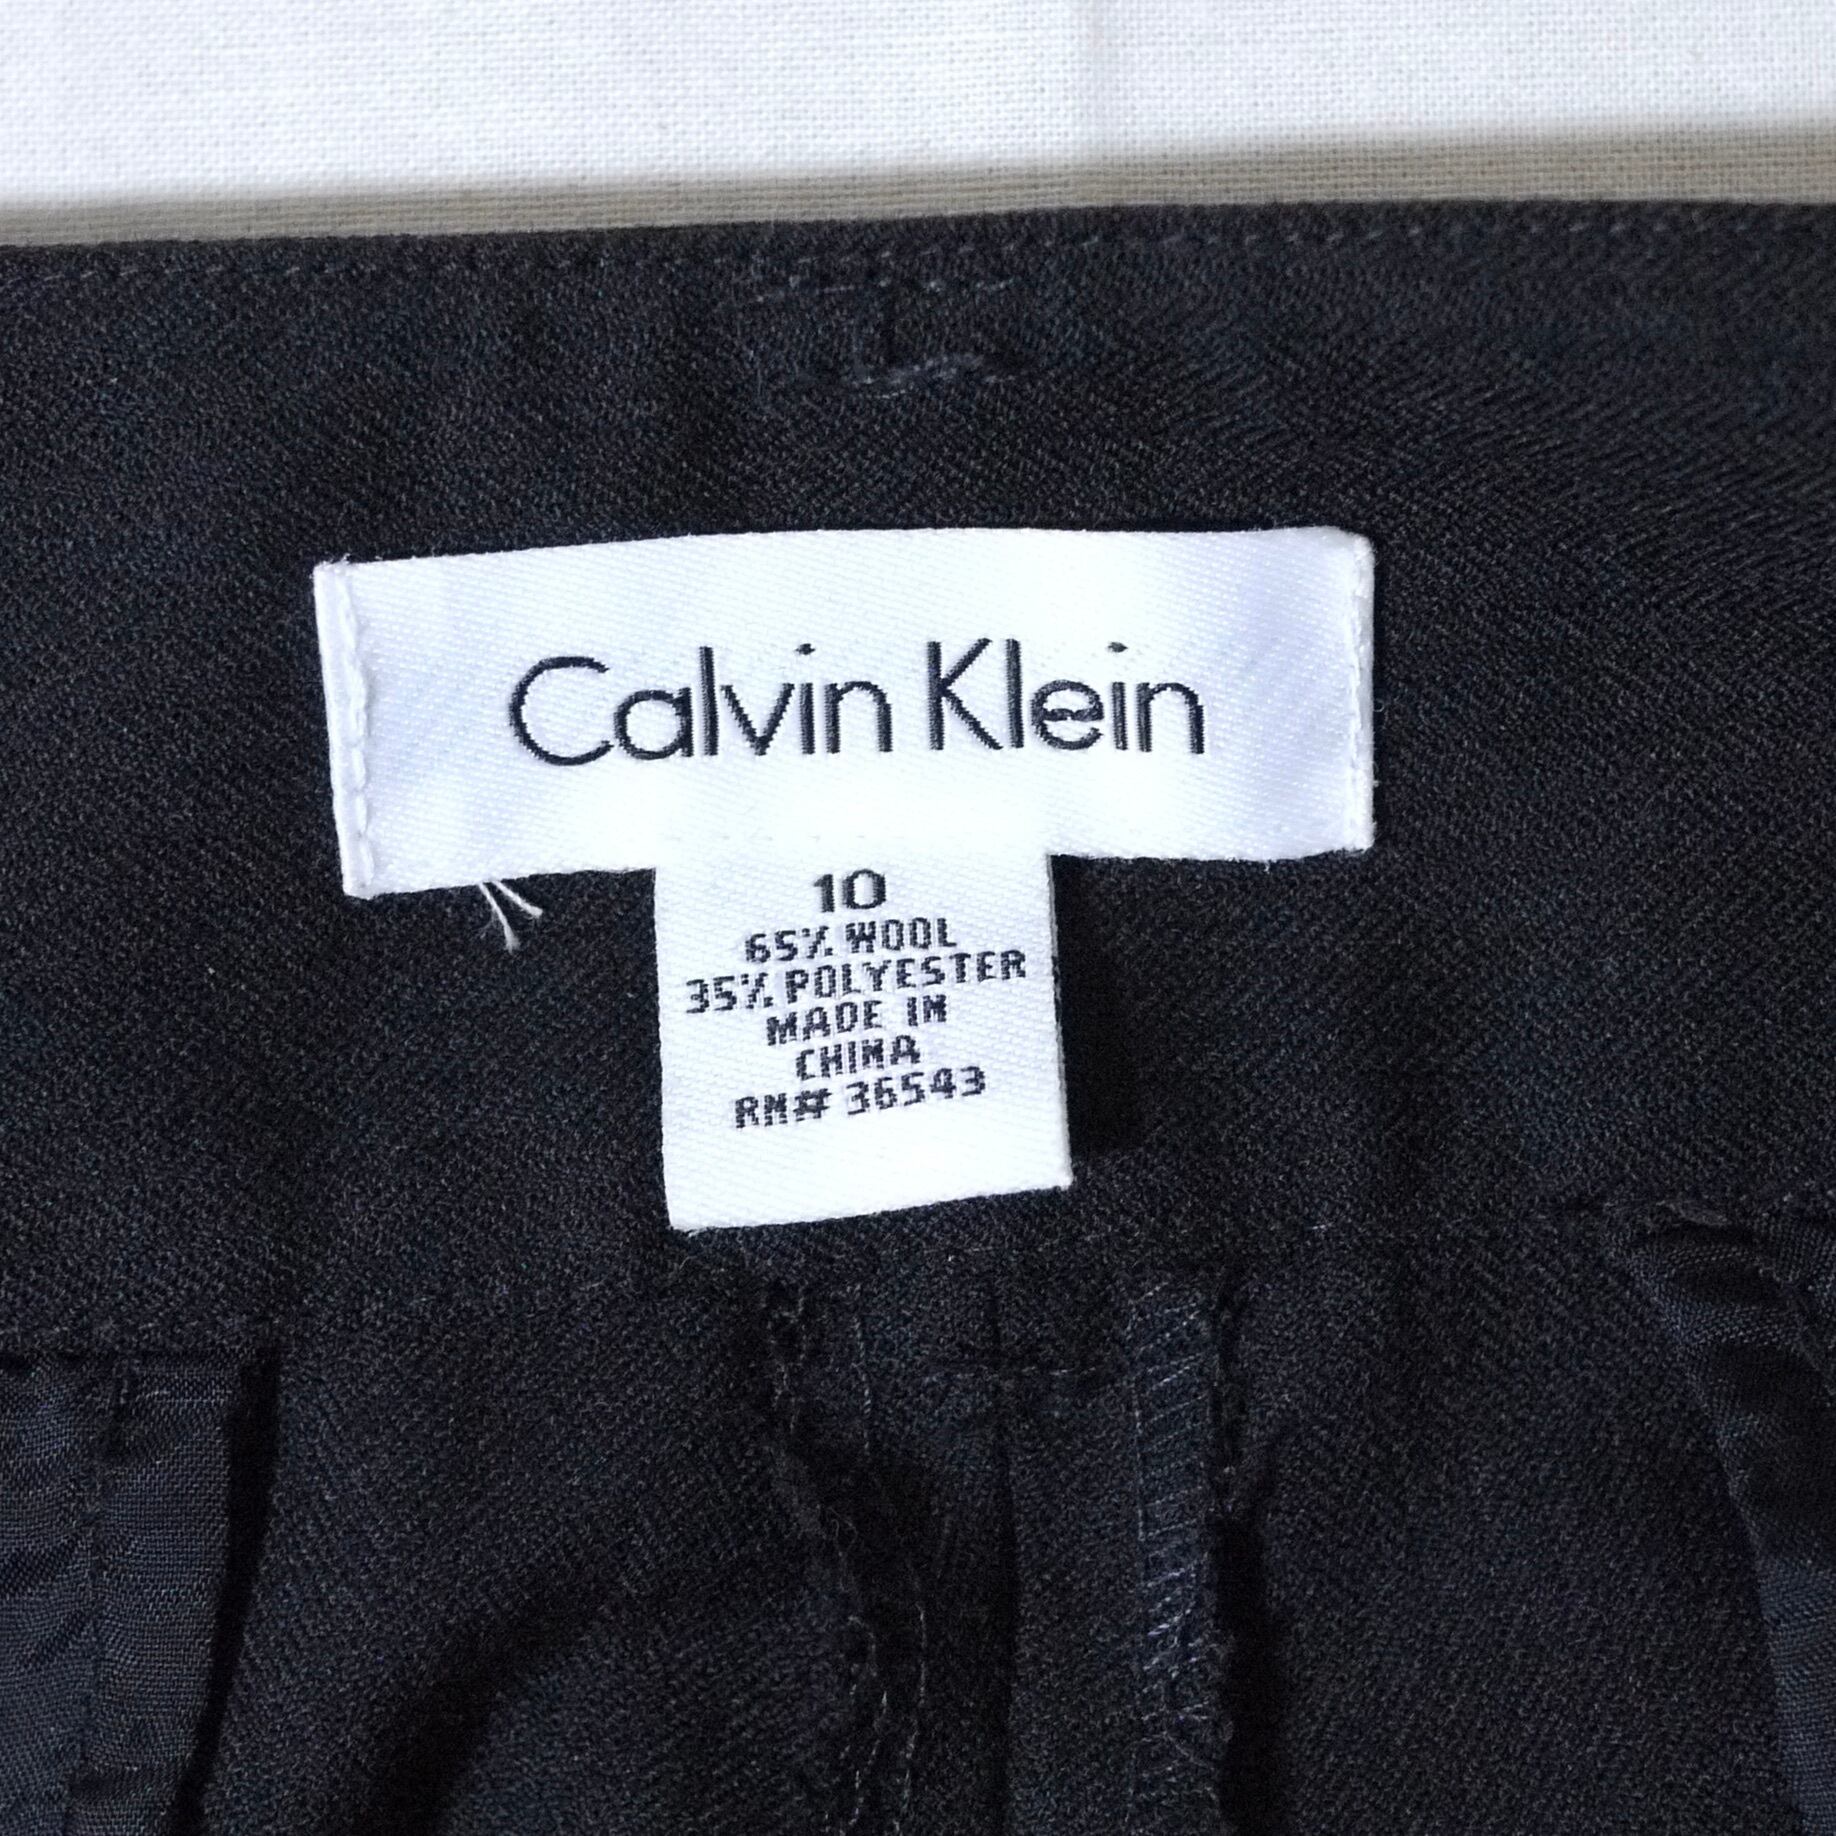 Calvin Klein
10
65% WOOL
35% POLYESTER
MADE IN
CHINA
RN# 36543